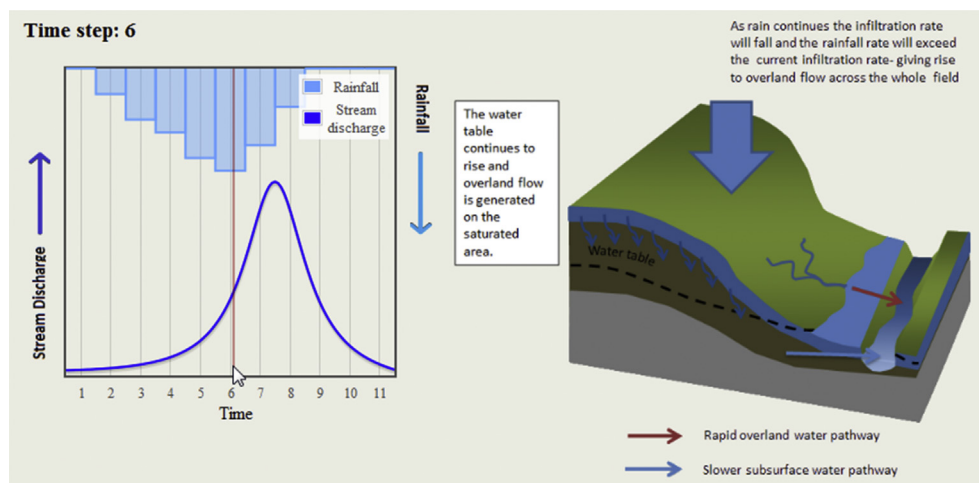 Time step: 6
As rain continues the infiltration rate
will fall and the rainfall rate will exceed
the current infiltration rate- giving rise
to overland flow across the whole field
Rainfall
Stream
discharge
Rainfall
Stream Discharge
1 2 3 4 5 6 7 8 9 10 11
Time
The water
table
continues to
rise and
overland flow
is generated
on the
saturated
area.
Water table
Rapid overland water pathway
Slower subsurface water pathway